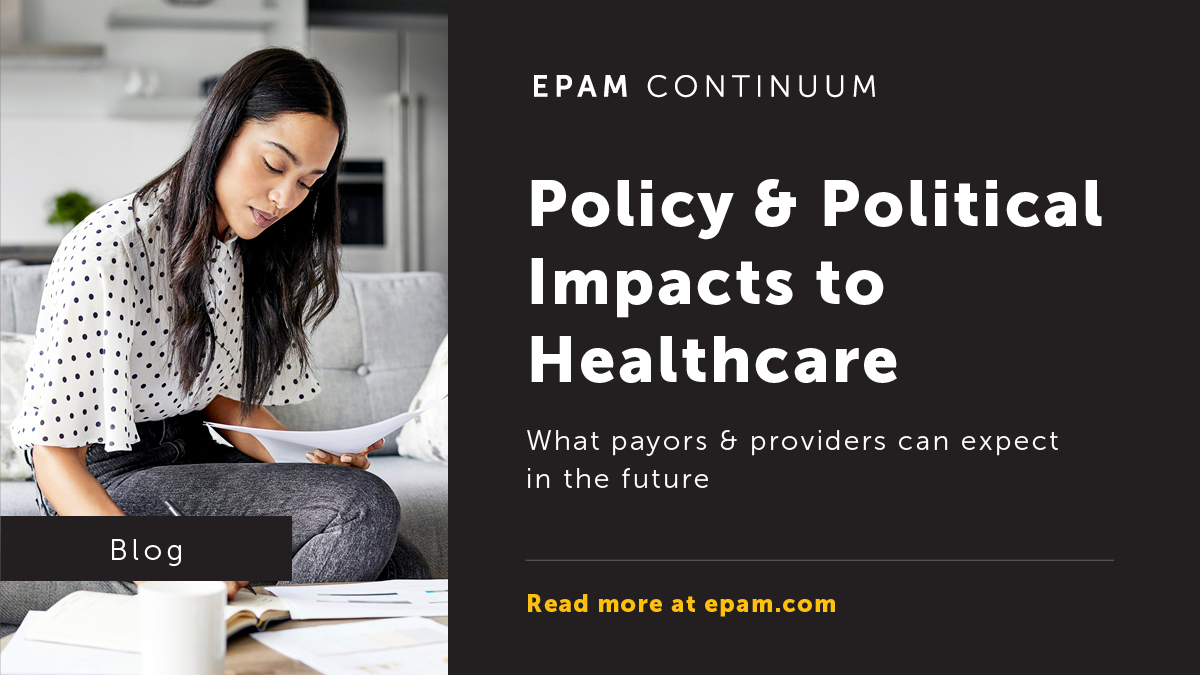 EPAM CONTINUUM
Policy & Political
Impacts to
Healthcare
What payors & providers can expect
in the future
Blog
Read more at epam.com